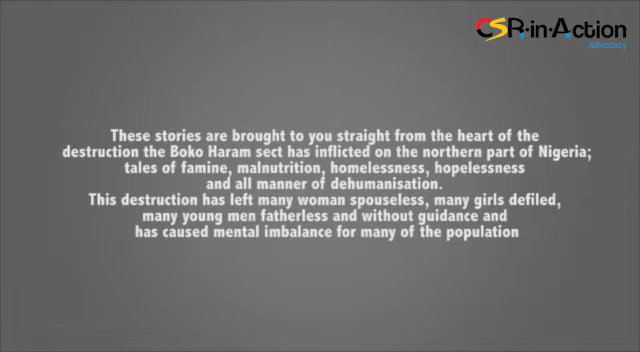 CSR-in-Action
Advocacy
These stories are brought to you straight from the heart of the
destruction the Boko Haram sect has inflicted on the northern part of Nigeria;
tales of famine, malnutrition, homelessness, hopelessness
and all manner of dehumanisation.
This destruction has left many woman spouseless, many girls defiled,
many young men fatherless and without guidance and
has caused mental imbalance for many of the population